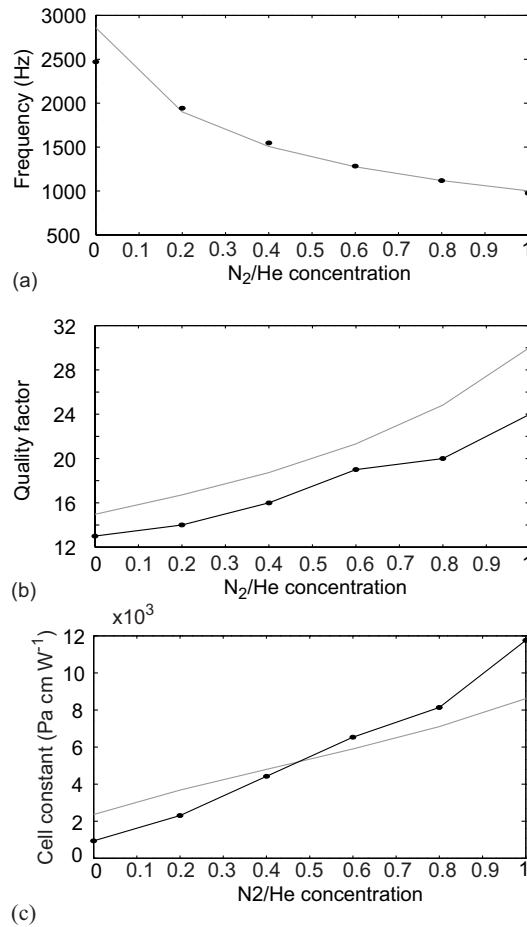 3000
2500
2000
1500
1000
500
Frequency (Hz)
0 0.1 0.2 0.3 0.4 0.5 0.6 0.7 0.8 0.9 1
N₂/He concentration
(a)
32
28
24
20
16
12
Quality factor
0 0.1 0.2 0.3 0.4 0.5 0.6 0.7 0.8 0.9 1
N₂/He concentration
(b)
x10³
12
10
8
6
4
2
0
Cell constant (Pa cm W⁻¹)
0 0.1 0.2 0.3 0.4 0.5 0.6 0.7 0.8 0.9 1
N2/He concentration
(c)